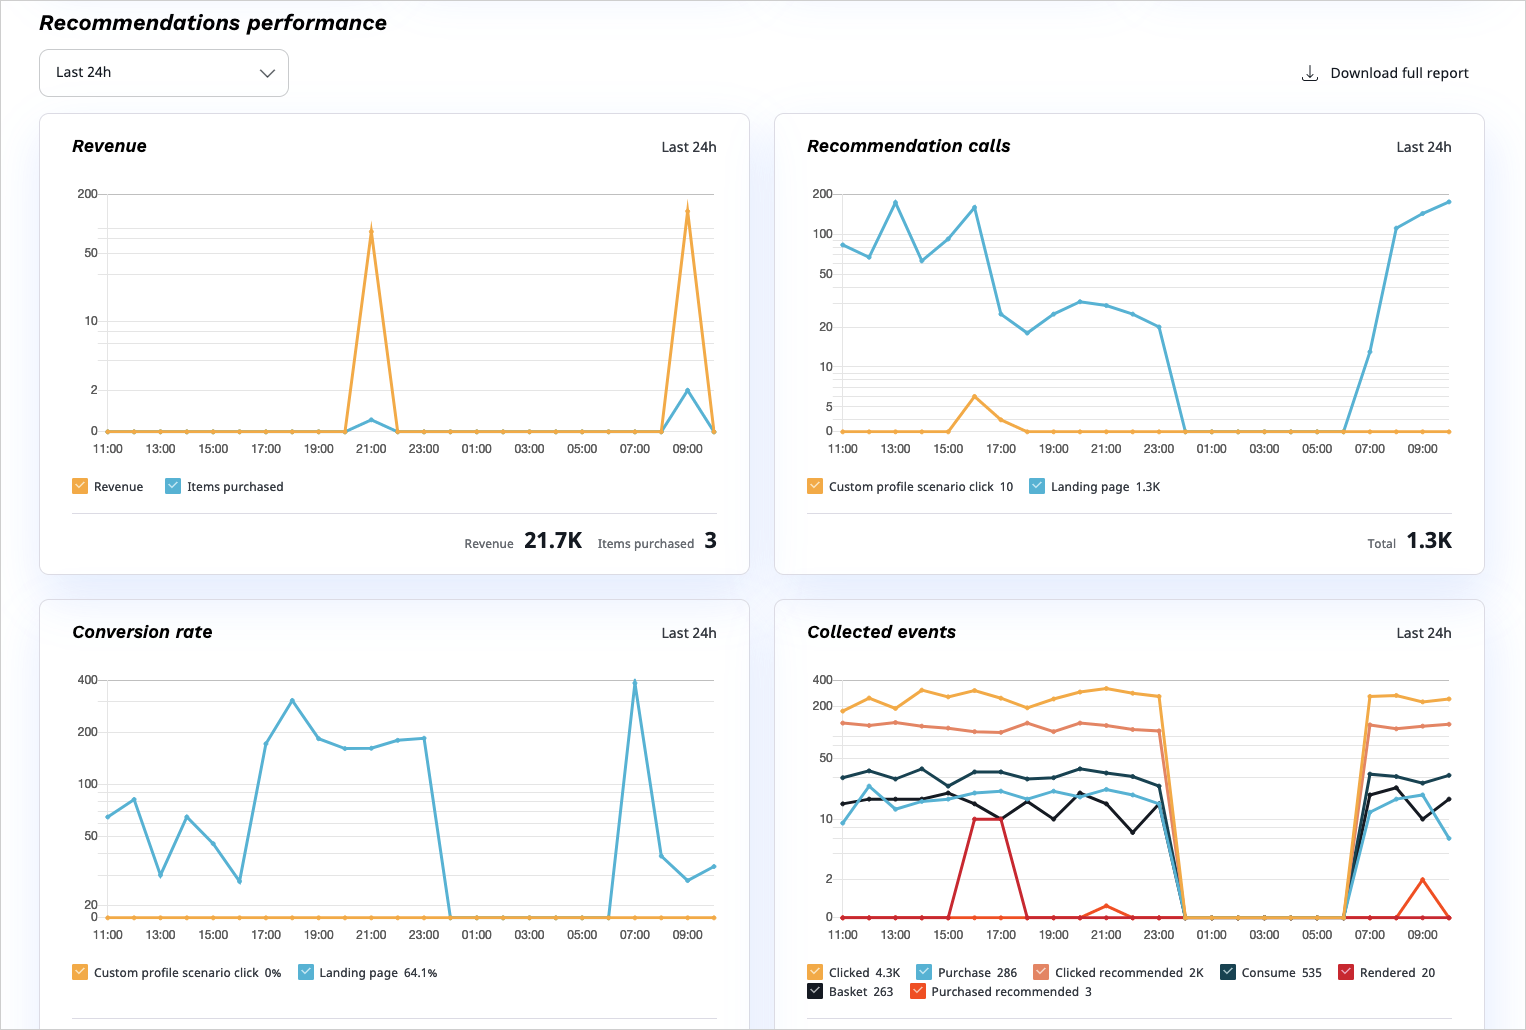 Recommendations performance
Last 24h
Download full report
Revenue
Last 24h
200
50
10
2
0
11:00 13:00 15:00 17:00 19:00 21:00 23:00 01:00 03:00 05:00 07:00 09:00
Revenue Items purchased
Revenue 21.7K Items purchased 3
Recommendation calls
Last 24h
200
100
50
20
10
5
0
11:00 13:00 15:00 17:00 19:00 21:00 23:00 01:00 03:00 05:00 07:00 09:00
Custom profile scenario click 10 Landing page 1.3K
Total 1.3K
Conversion rate
Last 24h
400
200
100
50
20
0
11:00 13:00 15:00 17:00 19:00 21:00 23:00 01:00 03:00 05:00 07:00 09:00
Custom profile scenario click 0% Landing page 64.1%
Collected events
Last 24h
400
200
50
10
2
0
11:00 13:00 15:00 17:00 19:00 21:00 23:00 01:00 03:00 05:00 07:00 09:00
Clicked 4.3K Purchase 286 Clicked recommended 2K Consume 535 Rendered 20
Basket 263 Purchased recommended 3